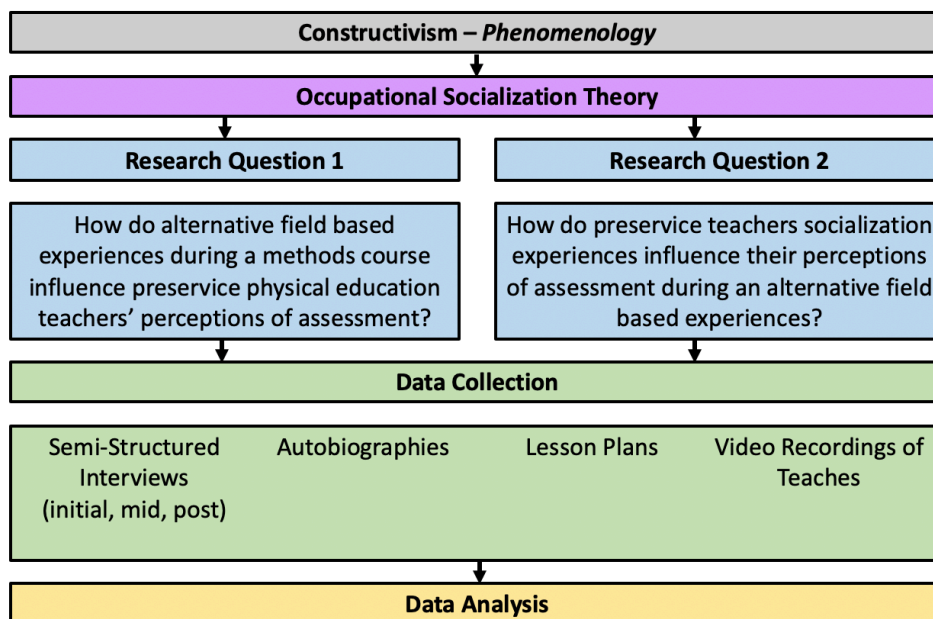 Constructivism – Phenomenology
Occupational Socialization Theory
Research Question 1
Research Question 2
How do alternative field based
experiences during a methods course
influence preservice physical education
teachers’ perceptions of assessment?
How do preservice teachers socialization
experiences influence their perceptions
of assessment during an alternative field
based experiences?
Data Collection
Semi-Structured
Interviews
(initial, mid, post)
Autobiographies
Lesson Plans
Video Recordings of
Teaches
Data Analysis